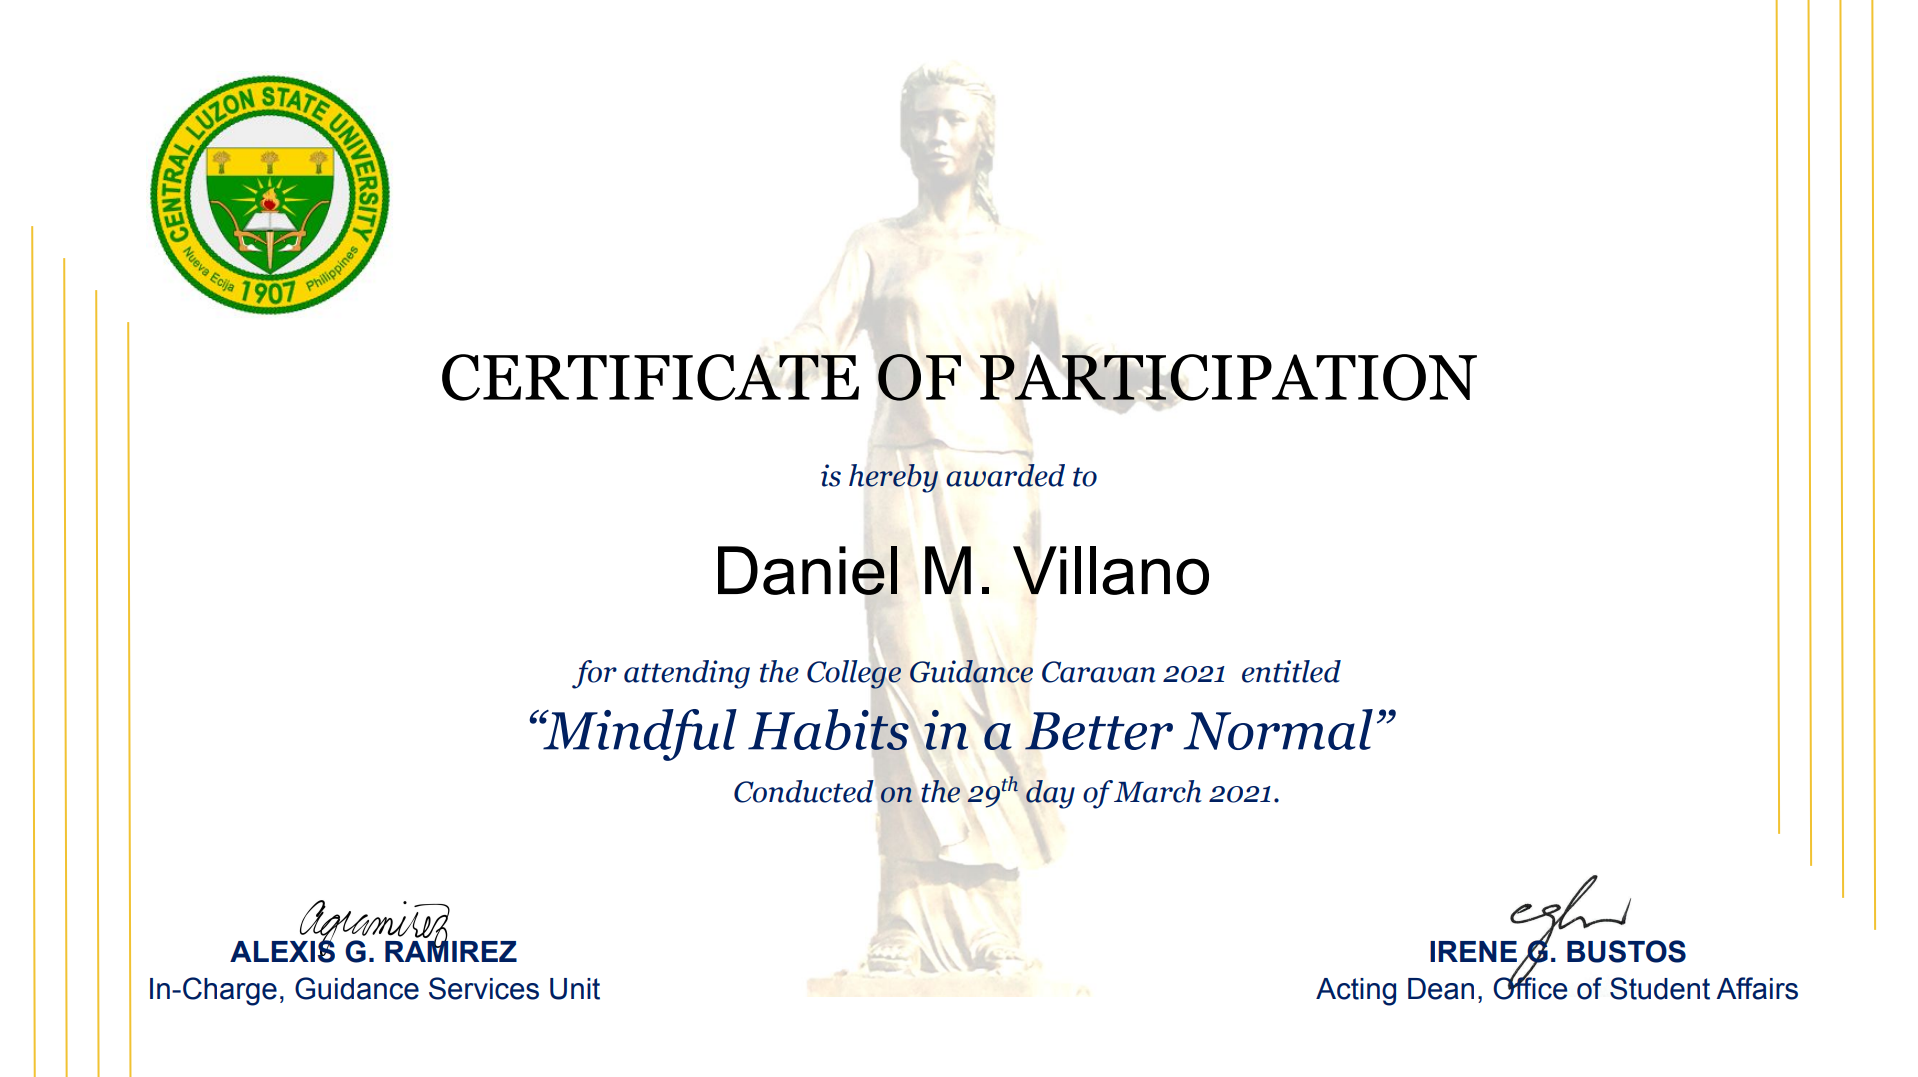 CENTRAL LUZON STATE UNIVERSITY
Nueva Ecija 1907 Philippines
CERTIFICATE OF PARTICIPATION
is hereby awarded to
Daniel M. Villano
for attending the College Guidance Caravan 2021 entitled
“Mindful Habits in a Better Normal”
Conducted on the 29th day of March 2021.
agramirez
ALEXIS G. RAMIREZ
In-Charge, Guidance Services Unit
IRENE G. BUSTOS
Acting Dean, Office of Student Affairs